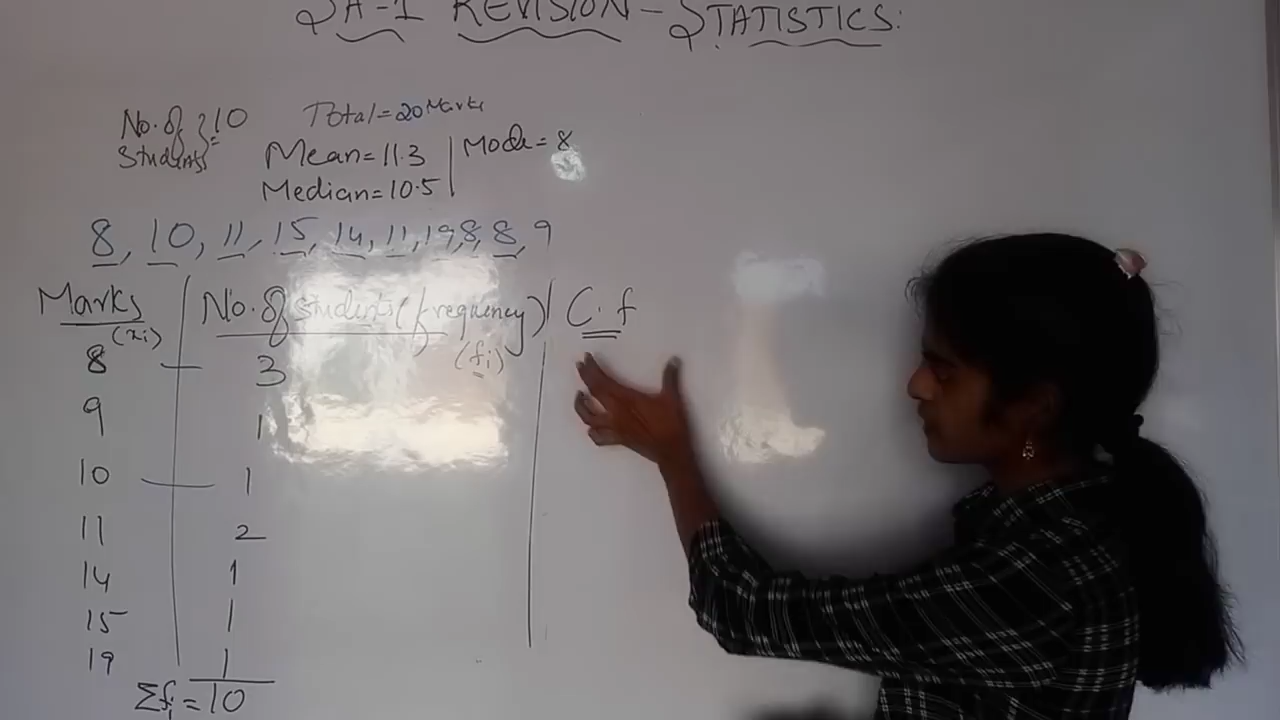 SA-1 REVISION - STATISTICS:
No. of Students } = 10
Total = 20 Marks
Mean = 11.3
Mode = 8
Median = 10.5
8, 10, 11, 15, 14, 11, 19, 8, 8, 9
Marks (xi) No. of students (frequency) (fi) C.f
8 3
9 1
10 1
11 2
14 1
15 1
19 1
Σfi = 10